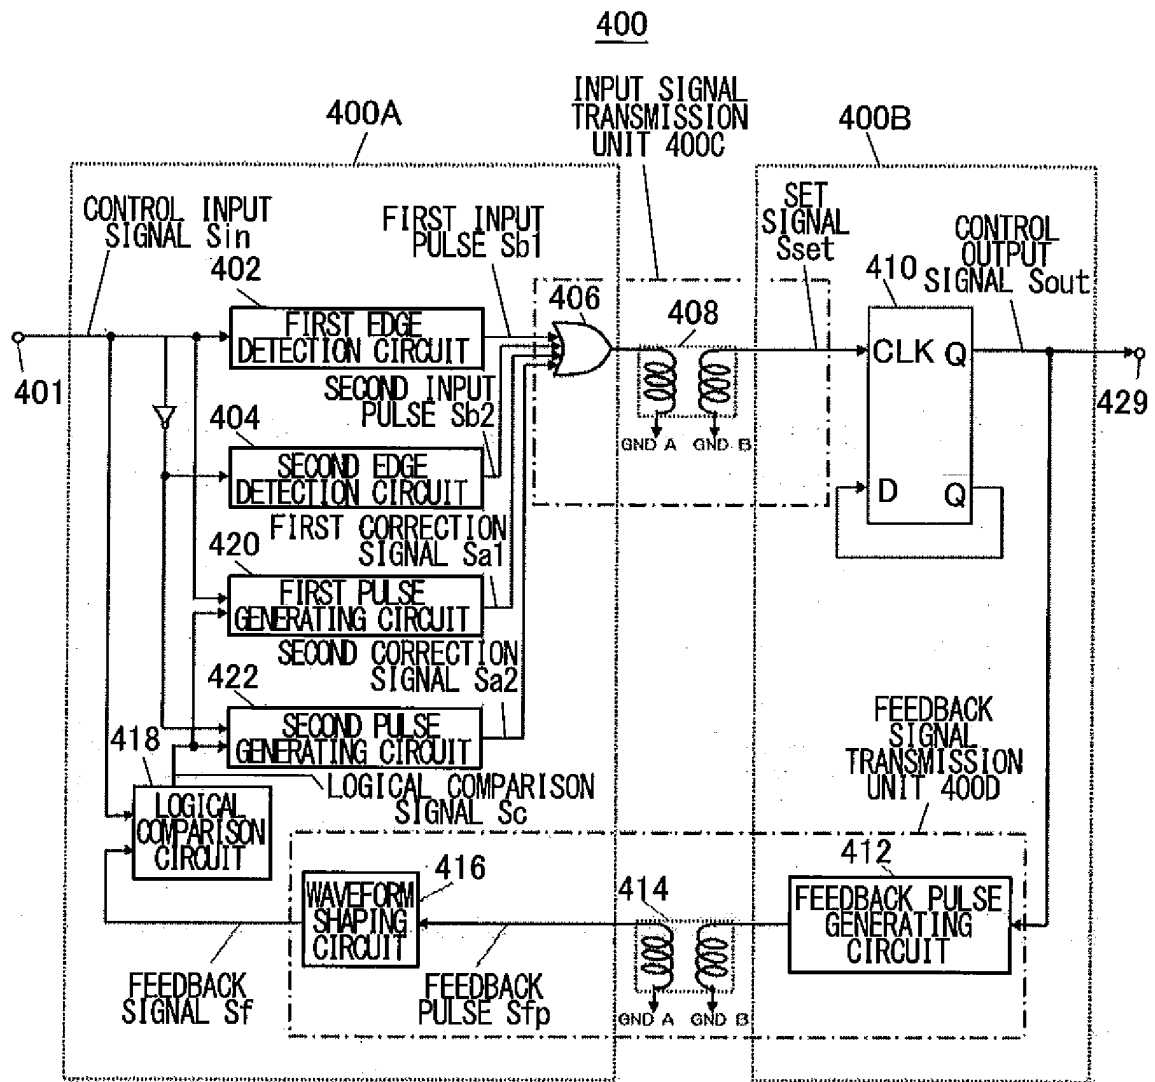 400
INPUT SIGNAL
TRANSMISSION
UNIT 400C
400A
400B
CONTROL INPUT
SIGNAL Sin
FIRST INPUT
PULSE Sb1
SET
SIGNAL
Sset
CONTROL
OUTPUT
SIGNAL Sout
402
406
408
410
FIRST EDGE
DETECTION CIRCUIT
CLK Q
401
429
SECOND INPUT
PULSE Sb2
GND A GND B
404
SECOND EDGE
DETECTION CIRCUIT
D Q
FIRST CORRECTION
SIGNAL Sa1
420
FIRST PULSE
GENERATING CIRCUIT
SECOND CORRECTION
SIGNAL Sa2
422
SECOND PULSE
GENERATING CIRCUIT
FEEDBACK
SIGNAL
TRANSMISSION
UNIT 400D
418
LOGICAL COMPARISON
SIGNAL Sc
LOGICAL
COMPARISON
CIRCUIT
416
414
412
WAVEFORM
SHAPING
CIRCUIT
FEEDBACK PULSE
GENERATING
CIRCUIT
FEEDBACK
SIGNAL Sf
FEEDBACK
PULSE Sfp
GND A GND B